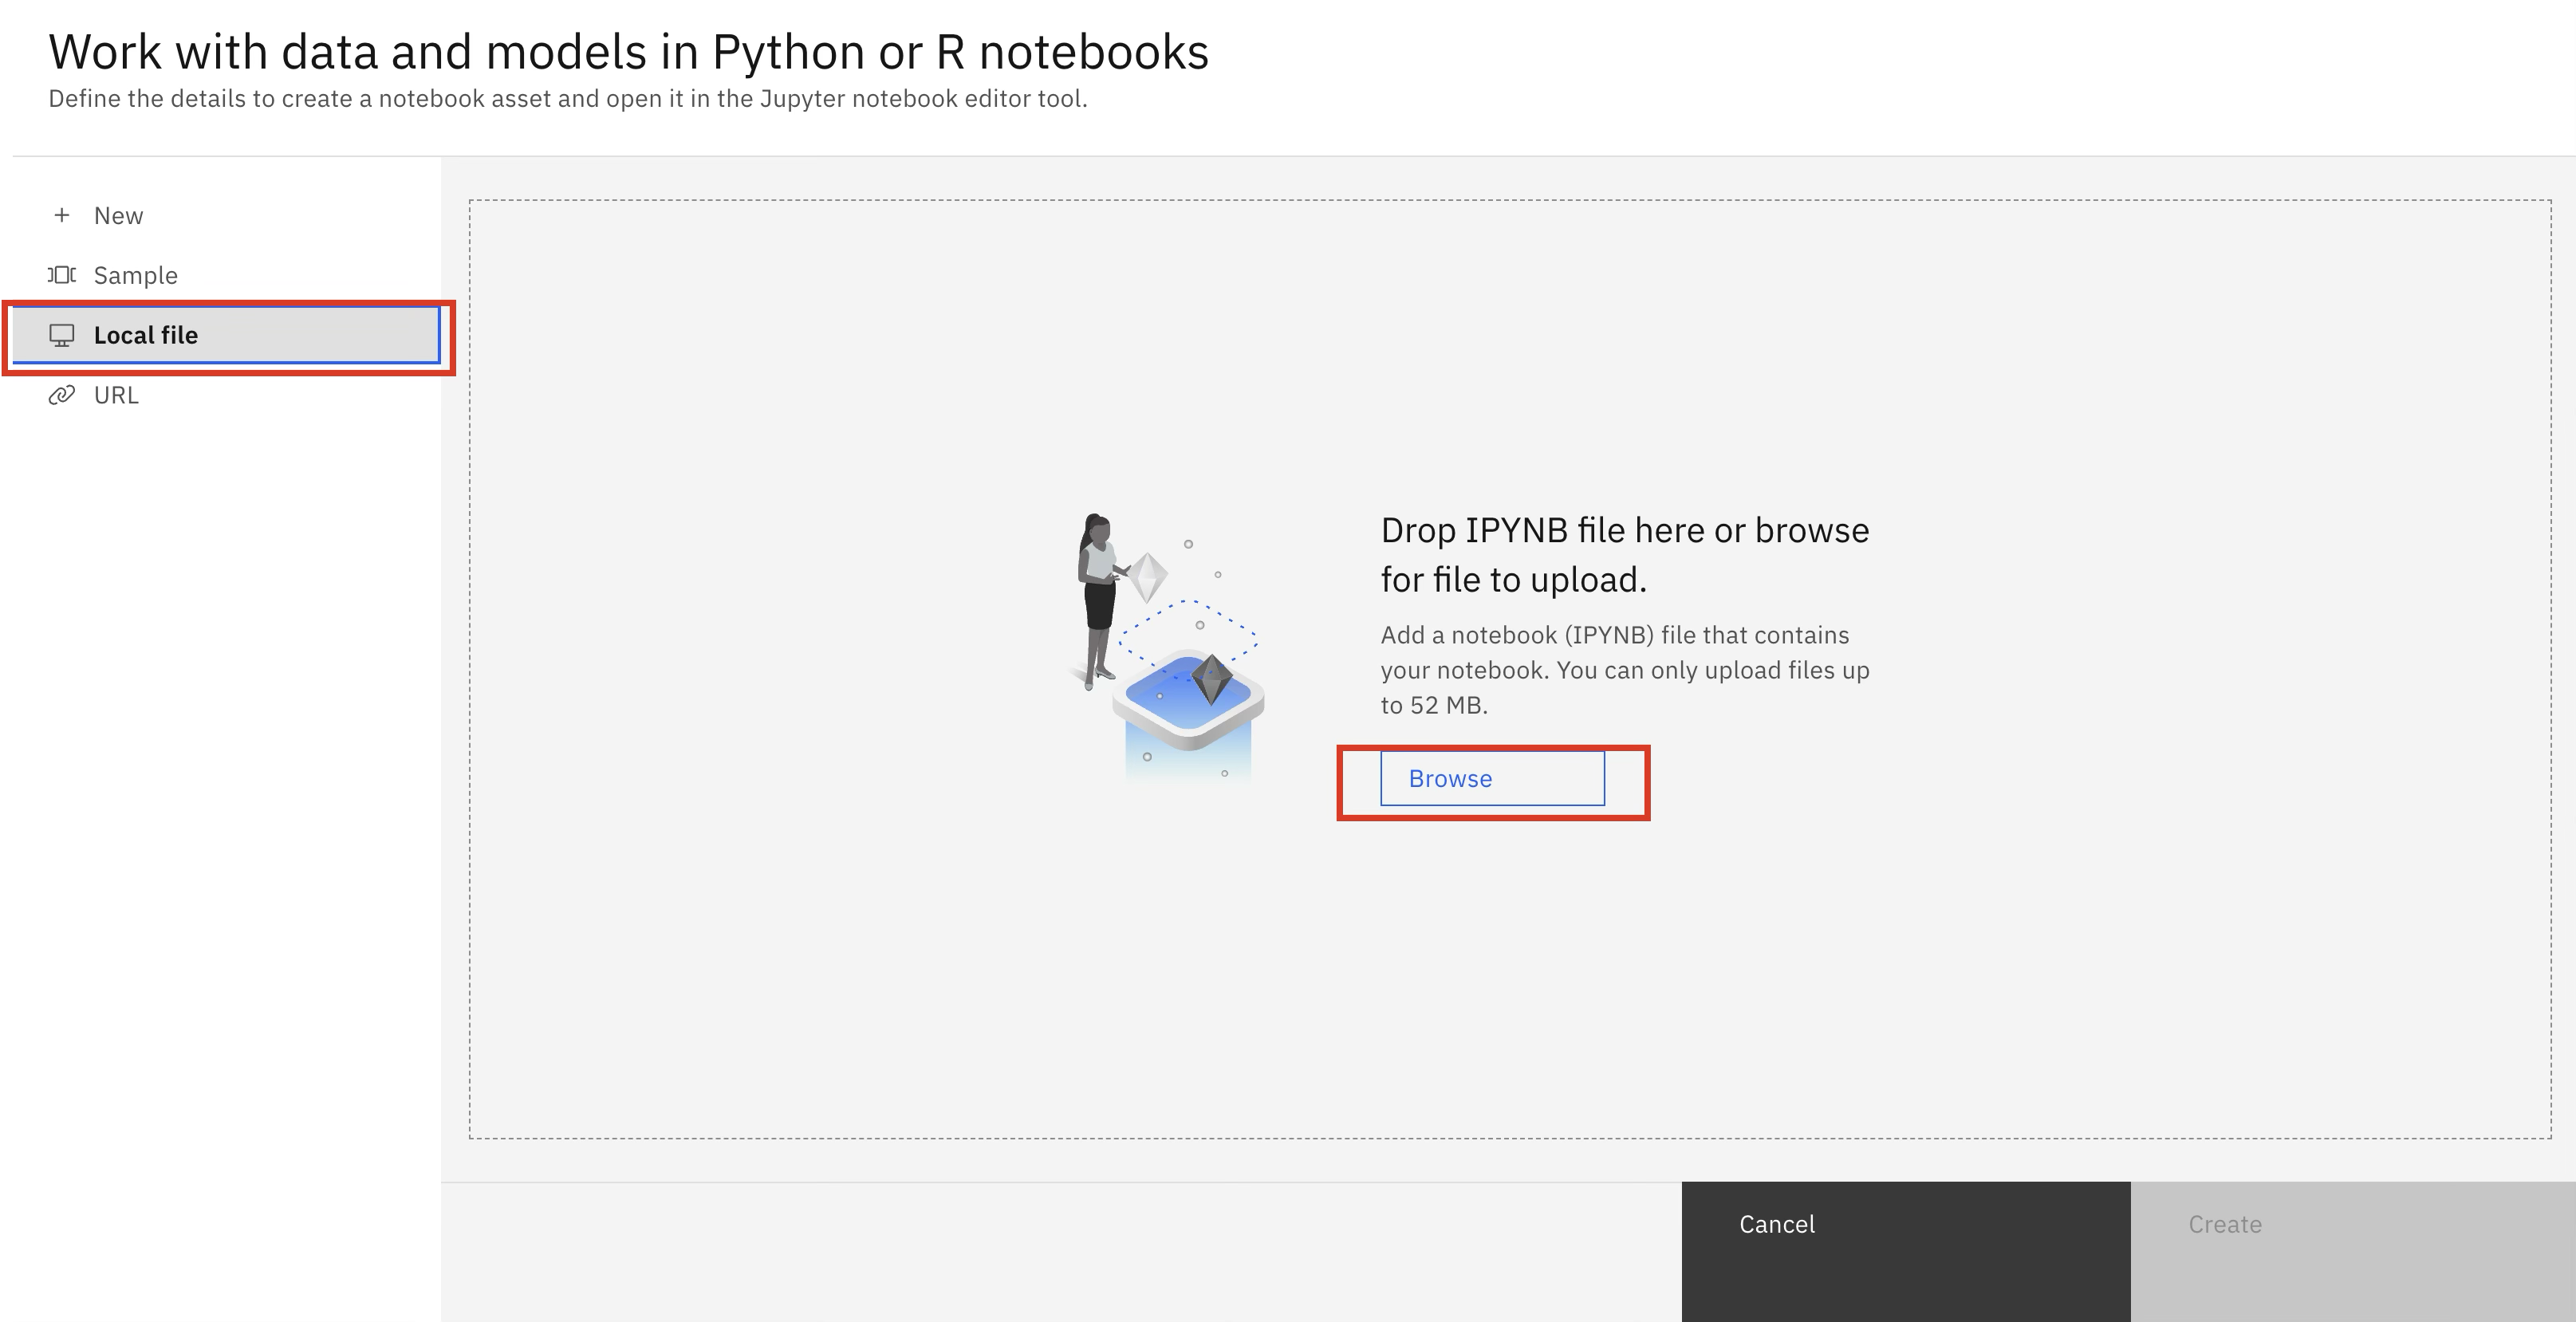 Work with data and models in Python or R notebooks
Define the details to create a notebook asset and open it in the Jupyter notebook editor tool.
New
Sample
Local file
URL
Drop IPYNB file here or browse
for file to upload.
Add a notebook (IPYNB) file that contains
your notebook. You can only upload files up
to 52 MB.
Browse
Cancel
Create